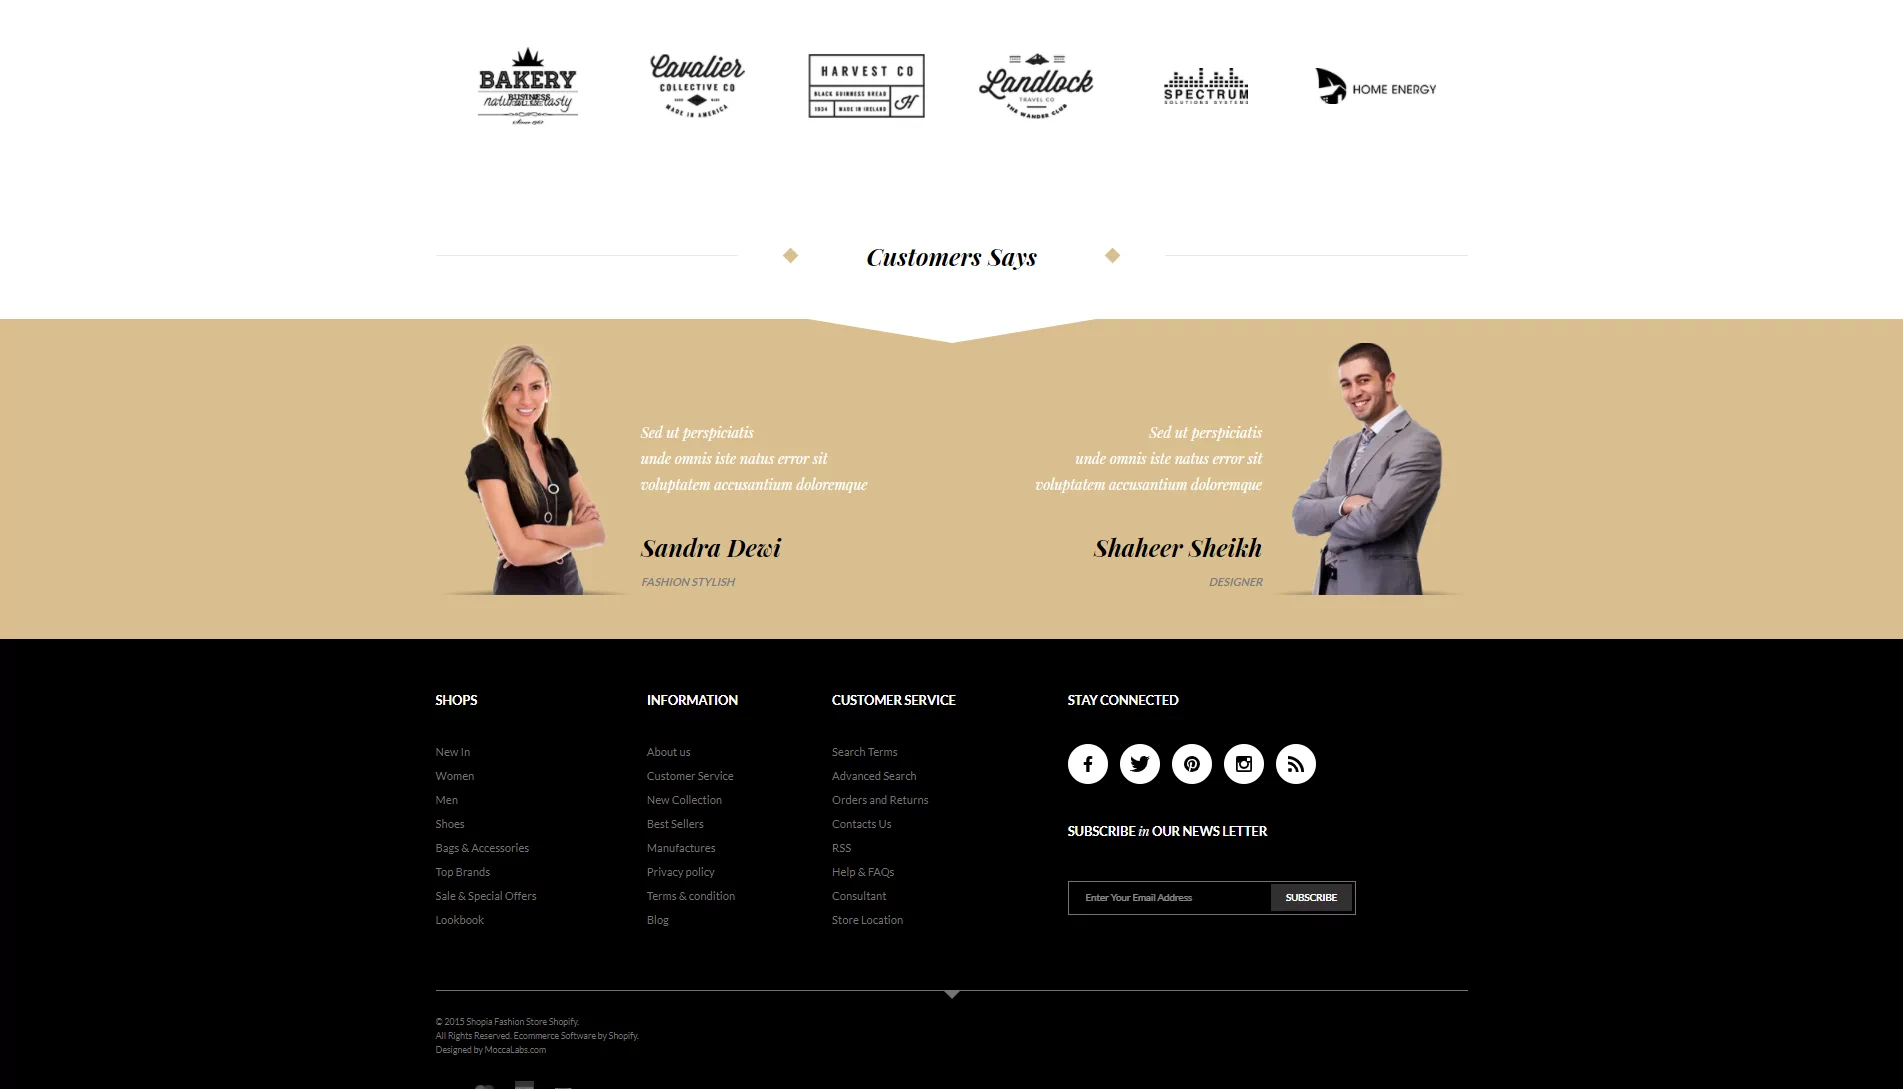 BAKERY
BUSINESS
natural & tasty
Since 1962
Cavalier
COLLECTIVE CO
MADE IN AMERICA
HARVEST CO
BLACK GUINNESS BREAD
1934 MADE IN IRELAND H
Landlock
TRAVEL CO
THE WANDER CLUB
SPECTRUM
SOLUTIONS SYSTEMS
HOME ENERGY
Customers Says
Sed ut perspiciatis
unde omnis iste natus error sit
voluptatem accusantium doloremque
Sandra Dewi
FASHION STYLISH
Sed ut perspiciatis
unde omnis iste natus error sit
voluptatem accusantium doloremque
Shaheer Sheikh
DESIGNER
SHOPS
New In
Women
Men
Shoes
Bags & Accessories
Top Brands
Sale & Special Offers
Lookbook
INFORMATION
About us
Customer Service
New Collection
Best Sellers
Manufactures
Privacy policy
Terms & condition
Blog
CUSTOMER SERVICE
Search Terms
Advanced Search
Orders and Returns
Contacts Us
RSS
Help & FAQs
Consultant
Store Location
STAY CONNECTED
SUBSCRIBE in OUR NEWS LETTER
Enter Your Email Address
SUBSCRIBE
© 2015 Shopia Fashion Store Shopify.
All Rights Reserved. Ecommerce Software by Shopify.
Designed by MoccaLabs.com